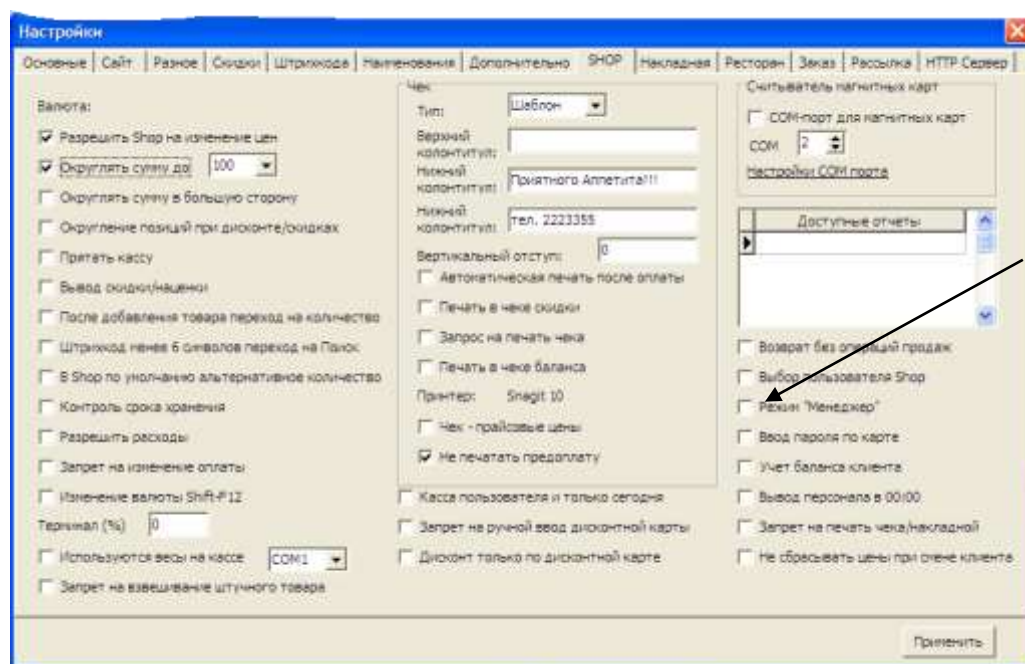 Настройки
Основные Сайт Разное Скидки Штрихкода Наименования Дополнительно SHOP Накладная Ресторан Заказ Рассылка HTTP Сервер
Валюта:
Разрешить Shop на изменение цен
Округлять сумму до 100
Округлять сумму в большую сторону
Округление позиций при дисконте/скидках
Прятать кассу
Вывод скидки/наценки
После добавления товара переход на количество
Штрихкод менее 6 символов переход на Поиск
В Shop по умолчанию альтернативное количество
Контроль срока хранения
Разрешить расходы
Запрет на изменение оплаты
Изменение валюты Shift-F12
Терминал (%) 0
Используются весы на кассе COM1
Запрет на взвешивание штучного товара
Чек
Тип: Шаблон
Верхний
колонтитул:
Нижний
колонтитул: Приятного Аппетита!!!
Нижний
колонтитул: тел. 2223355
Вертикальный отступ: 0
Автоматическая печать после оплаты
Печать в чеке скидки
Запрос на печать чека
Печать в чеке баланса
Принтер: Snagit 10
Чек - прайсовые цены
Не печатать предоплату
Касса пользователя и только сегодня
Запрет на ручной ввод дисконтной карты
Дисконт только по дисконтной карте
Считыватель магнитных карт
COM-порт для магнитных карт
COM 2
Настройки COM порта
Доступные отчеты
Возврат без операций продаж
Выбор пользователя Shop
Режим "Менеджер"
Ввод пароля по карте
Учет баланса клиента
Вывод персонала в 00:00
Запрет на печать чека/накладной
Не сбрасывать цены при смене клиента
Применить